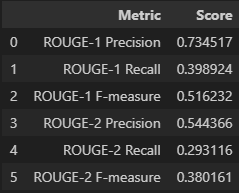 Metric Score
0 ROUGE-1 Precision 0.734517
1 ROUGE-1 Recall 0.398924
2 ROUGE-1 F-measure 0.516232
3 ROUGE-2 Precision 0.544366
4 ROUGE-2 Recall 0.293116
5 ROUGE-2 F-measure 0.380161